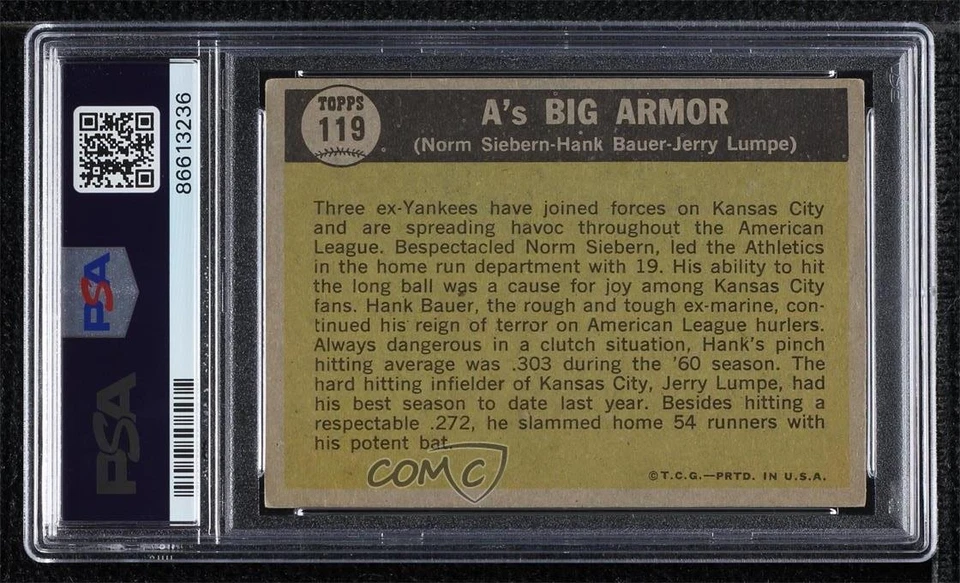 TOPPS
119
A's BIG ARMOR
(Norm Siebern-Hank Bauer-Jerry Lumpe)
Three ex-Yankees have joined forces on Kansas City
and are spreading havoc throughout the American
League. Bespectacled Norm Siebern, led the Athletics
in the home run department with 19. His ability to hit
the long ball was a cause for joy among Kansas City
fans. Hank Bauer, the rough and tough ex-marine, con-
tinued his reign of terror on American League hurlers.
Always dangerous in a clutch situation, Hank's pinch
hitting average was .303 during the '60 season. The
hard hitting infielder of Kansas City, Jerry Lumpe, had
his best season to date last year. Besides hitting a
respectable .272, he slammed home 54 runners with
his potent bat.
©T.C.G.—PRTD. IN U.S.A.
COMC
86613236
PSA
PSA